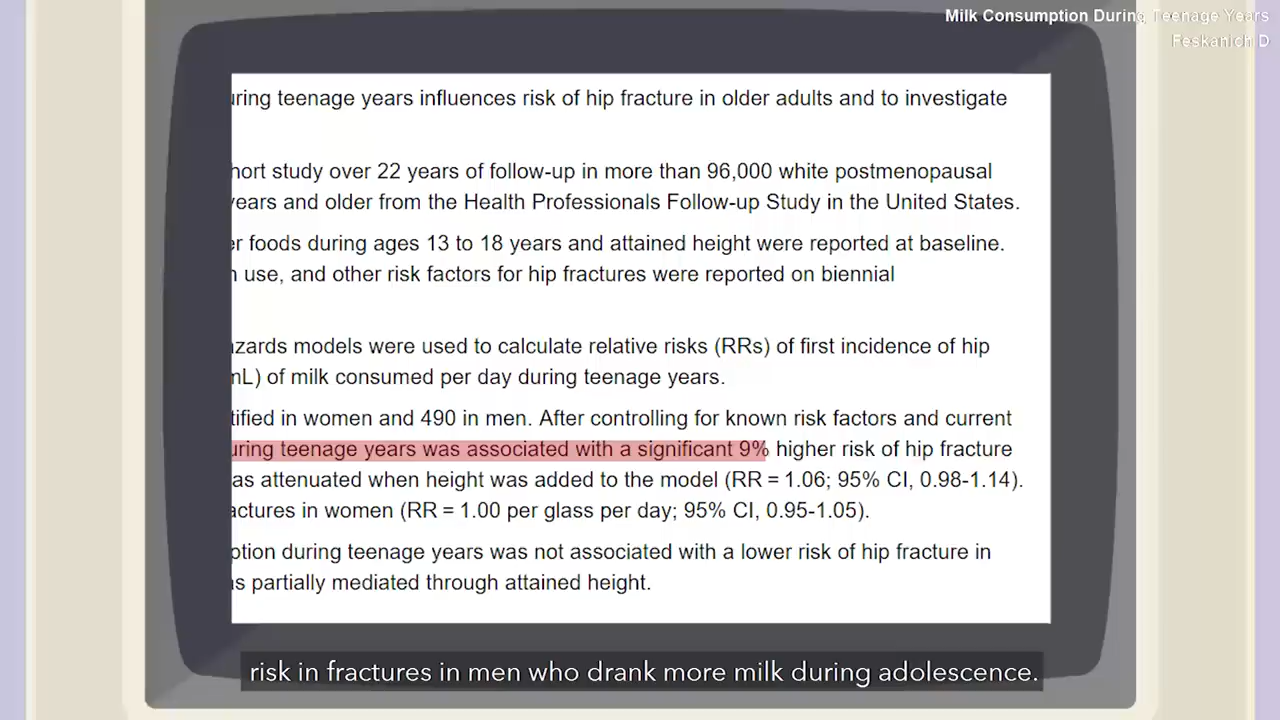 Milk Consumption During Teenage Years
Feskanich D
uring teenage years influences risk of hip fracture in older adults and to investigate
hort study over 22 years of follow-up in more than 96,000 white postmenopausal
years and older from the Health Professionals Follow-up Study in the United States.
er foods during ages 13 to 18 years and attained height were reported at baseline.
n use, and other risk factors for hip fractures were reported on biennial
azards models were used to calculate relative risks (RRs) of first incidence of hip
mL) of milk consumed per day during teenage years.
tified in women and 490 in men. After controlling for known risk factors and current
uring teenage years was associated with a significant 9% higher risk of hip fracture
as attenuated when height was added to the model (RR = 1.06; 95% CI, 0.98-1.14).
actures in women (RR = 1.00 per glass per day; 95% CI, 0.95-1.05).
ption during teenage years was not associated with a lower risk of hip fracture in
as partially mediated through attained height.
risk in fractures in men who drank more milk during adolescence.